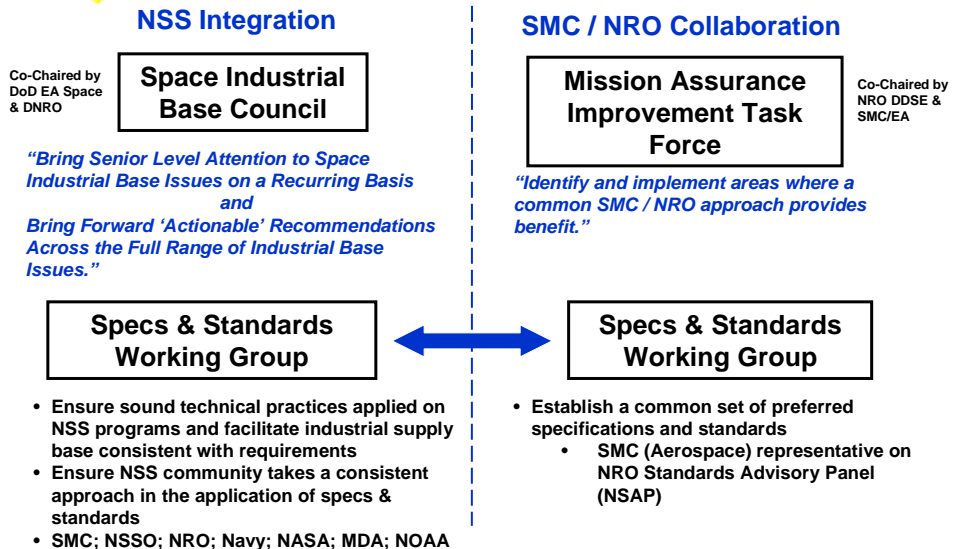 NSS Integration
Co-Chaired by
DoD EA Space
& DNRO
Space Industrial
Base Council
“Bring Senior Level Attention to Space
Industrial Base Issues on a Recurring Basis
and
Bring Forward ‘Actionable’ Recommendations
Across the Full Range of Industrial Base
Issues.”
Specs & Standards
Working Group
• Ensure sound technical practices applied on
NSS programs and facilitate industrial supply
base consistent with requirements
• Ensure NSS community takes a consistent
approach in the application of specs &
standards
• SMC; NSSO; NRO; Navy; NASA; MDA; NOAA
SMC / NRO Collaboration
Mission Assurance
Improvement Task
Force
Co-Chaired by
NRO DDSE &
SMC/EA
“Identify and implement areas where a
common SMC / NRO approach provides
benefit.”
Specs & Standards
Working Group
• Establish a common set of preferred
specifications and standards
• SMC (Aerospace) representative on
NRO Standards Advisory Panel
(NSAP)